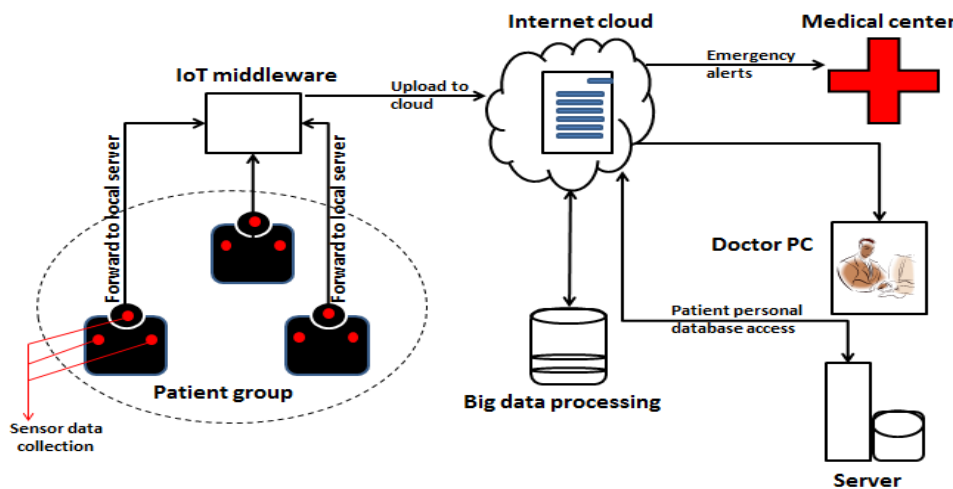 Internet cloud
Medical center
IoT middleware
Upload to
cloud
Emergency
alerts
Forward to local server
Forward to local server
Doctor PC
Patient personal
database access
Patient group
Big data processing
Sensor data
collection
Server